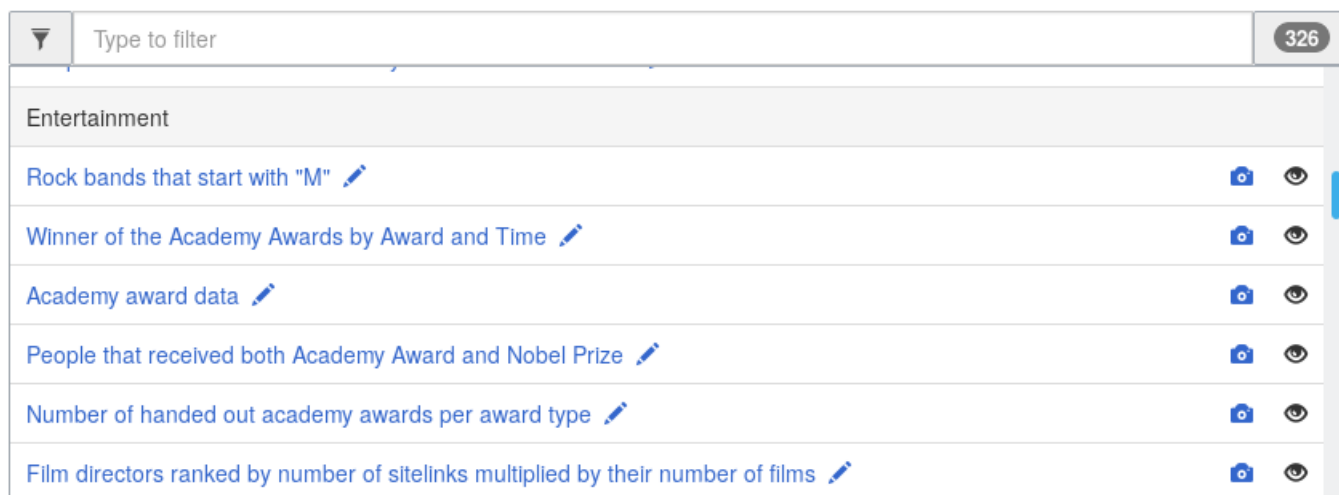 Type to filter
326
Entertainment
Rock bands that start with "M"
Winner of the Academy Awards by Award and Time
Academy award data
People that received both Academy Award and Nobel Prize
Number of handed out academy awards per award type
Film directors ranked by number of sitelinks multiplied by their number of films